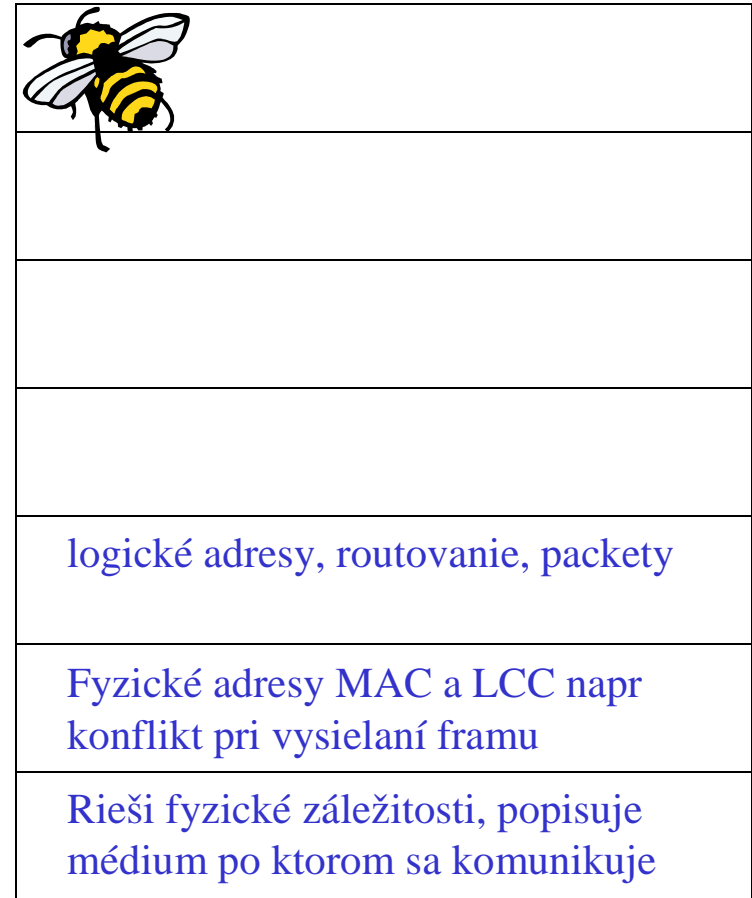 logické adresy, routovanie, packety
Fyzické adresy MAC a LCC napr
konflikt pri vysielaní framu
Rieši fyzické záležitosti, popisuje
médium po ktorom sa komunikuje